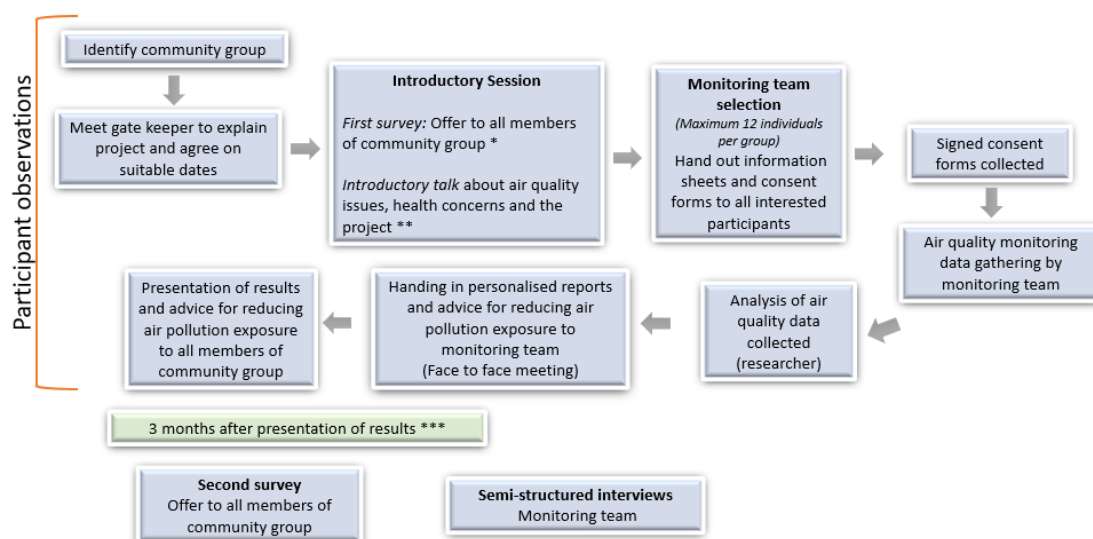 Participant observations
Identify community group
Meet gate keeper to explain
project and agree on
suitable dates
Introductory Session
First survey: Offer to all members
of community group *
Introductory talk about air quality
issues, health concerns and the
project **
Monitoring team
selection
(Maximum 12 individuals
per group)
Hand out information
sheets and consent
forms to all interested
participants
Signed consent
forms collected
Air quality monitoring
data gathering by
monitoring team
Analysis of air
quality data
collected
(researcher)
Handing in personalised reports
and advice for reducing air
pollution exposure to
monitoring team
(Face to face meeting)
Presentation of results
and advice for reducing
air pollution exposure
to all members of
community group
3 months after presentation of results ***
Second survey
Offer to all members of
community group
Semi-structured interviews
Monitoring team